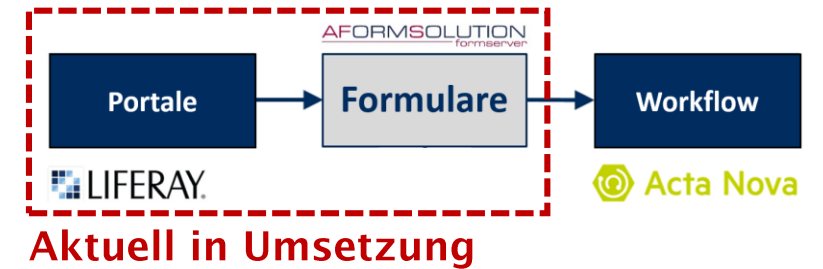 AFORMSOLUTION
formserver
Portale
Formulare
Workflow
LIFERAY.
Acta Nova
Aktuell in Umsetzung